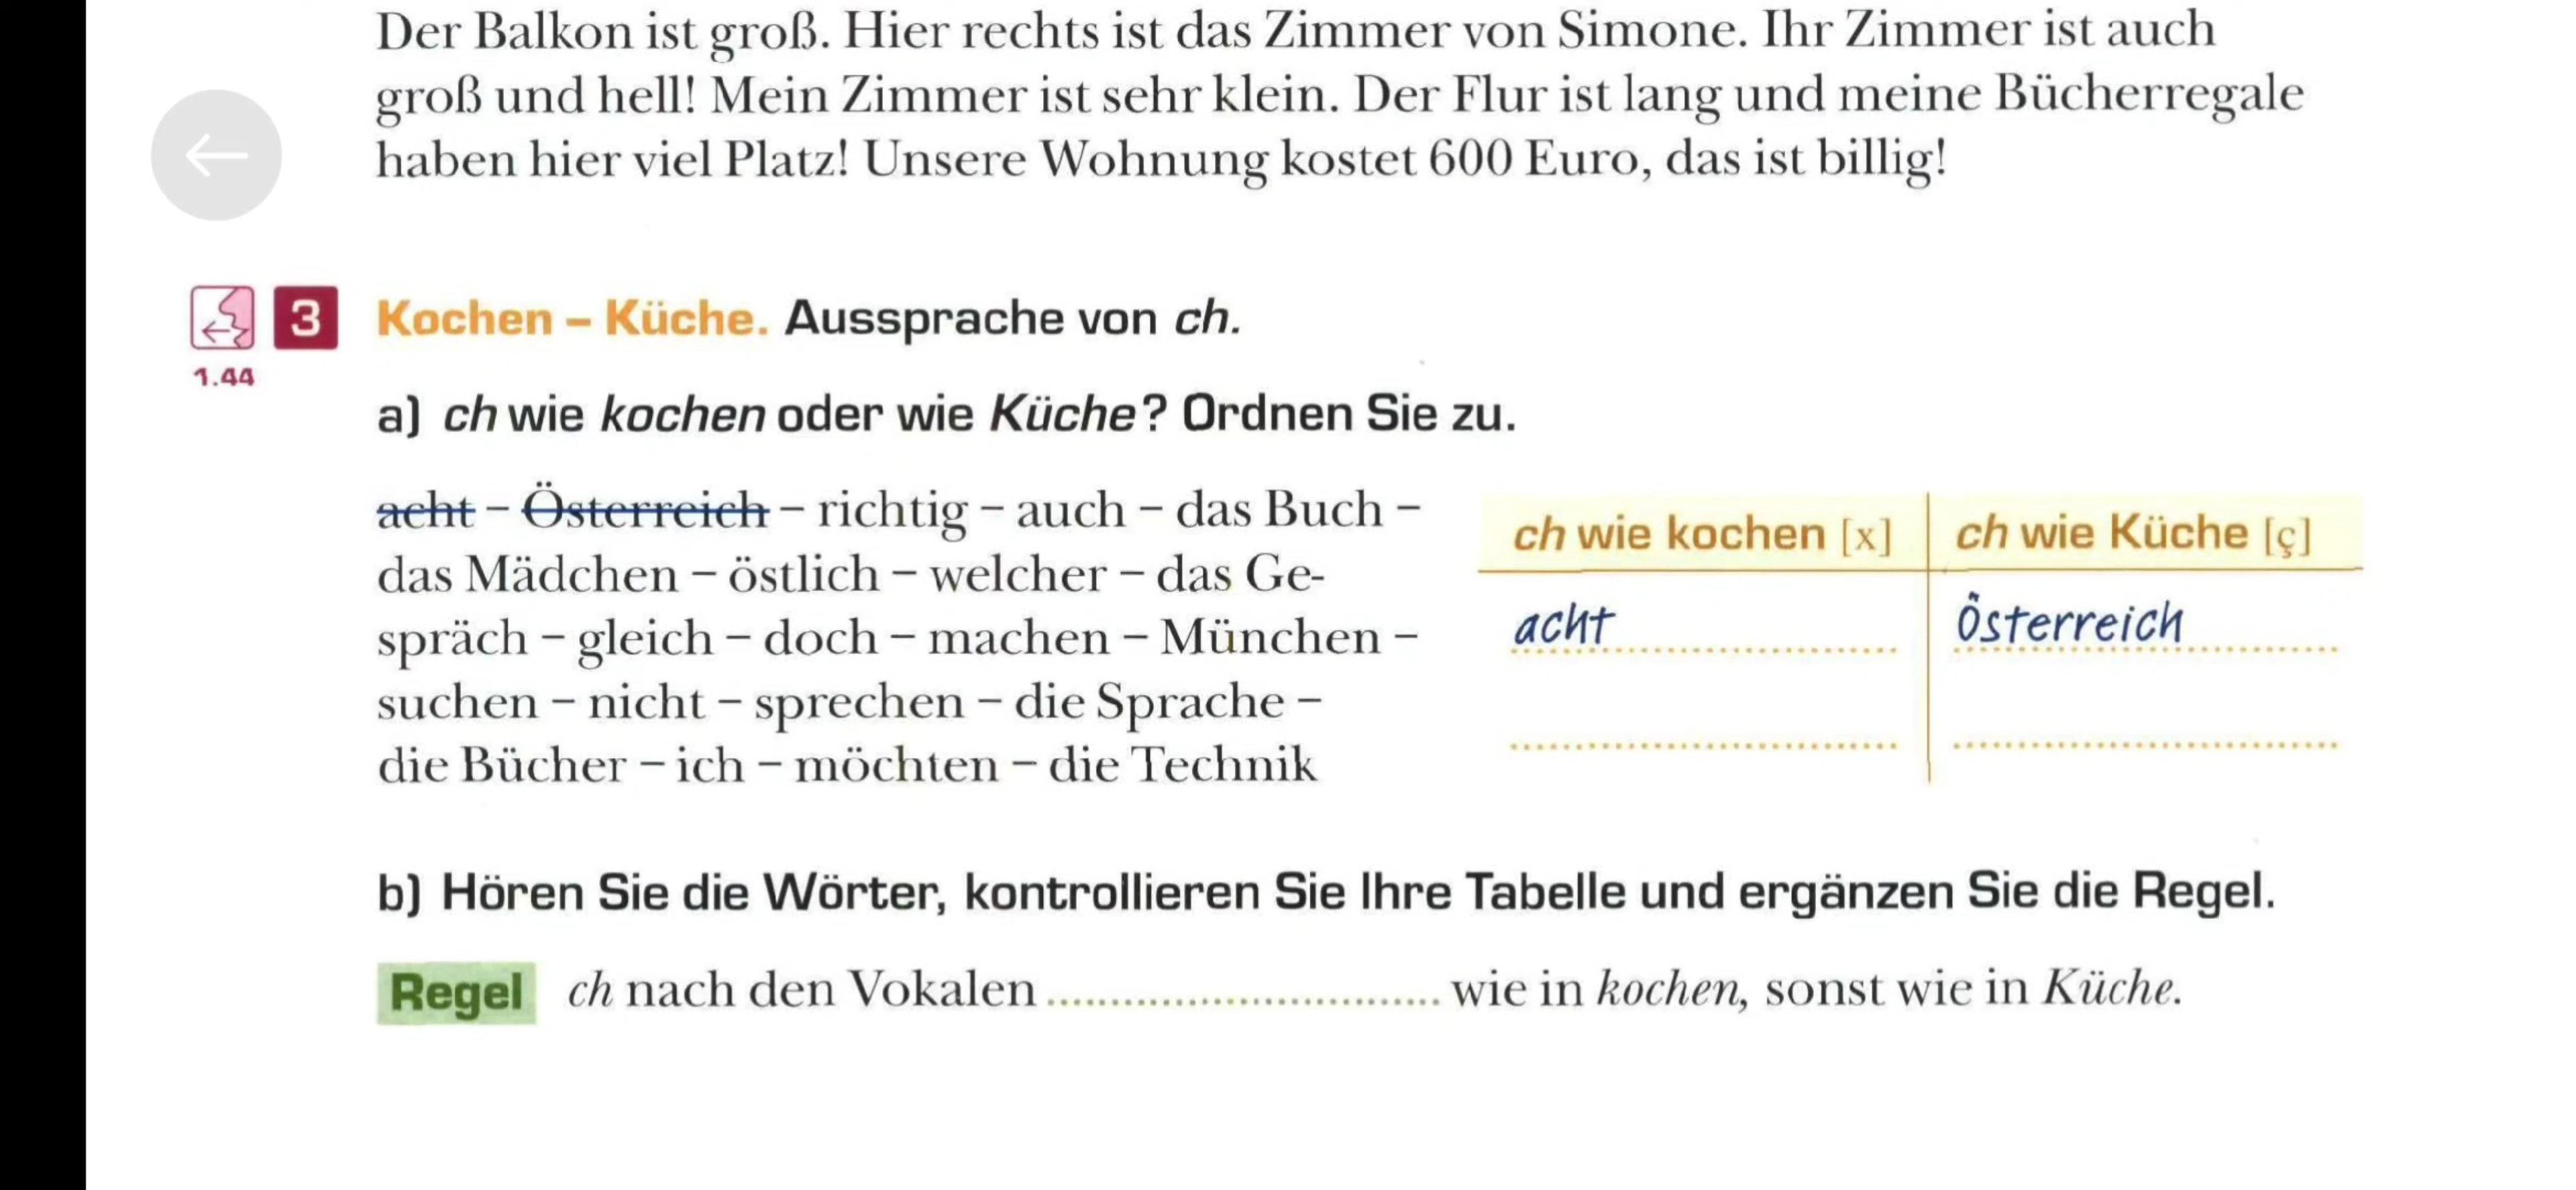 Der Balkon ist groß. Hier rechts ist das Zimmer von Simone. Ihr Zimmer ist auch
groß und hell! Mein Zimmer ist sehr klein. Der Flur ist lang und meine Bücherregale
haben hier viel Platz! Unsere Wohnung kostet 600 Euro, das ist billig!
3 Kochen – Küche. Aussprache von ch.
1.44
a) ch wie kochen oder wie Küche? Ordnen Sie zu.
acht – Österreich – richtig – auch – das Buch –
das Mädchen – östlich – welcher – das Ge-
spräch – gleich – doch – machen – München –
suchen – nicht – sprechen – die Sprache –
die Bücher – ich – möchten – die Technik
ch wie kochen [x] ch wie Küche [ç]
acht Österreich
b) Hören Sie die Wörter, kontrollieren Sie Ihre Tabelle und ergänzen Sie die Regel.
Regel ch nach den Vokalen ............................... wie in kochen, sonst wie in Küche.